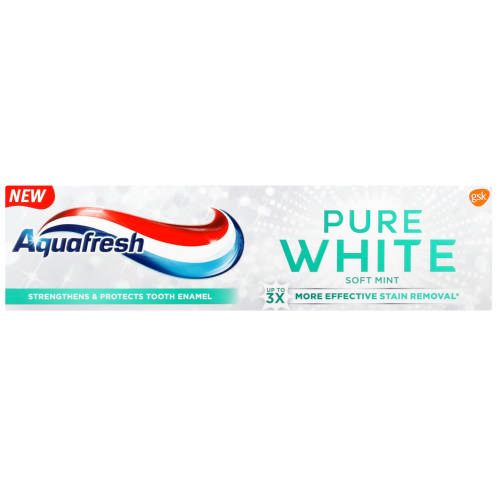 NEW
Aquafresh
STRENGTHENS & PROTECTS TOOTH ENAMEL
gsk
PURE
WHITE
SOFT MINT
UP TO
3X
MORE EFFECTIVE STAIN REMOVAL*